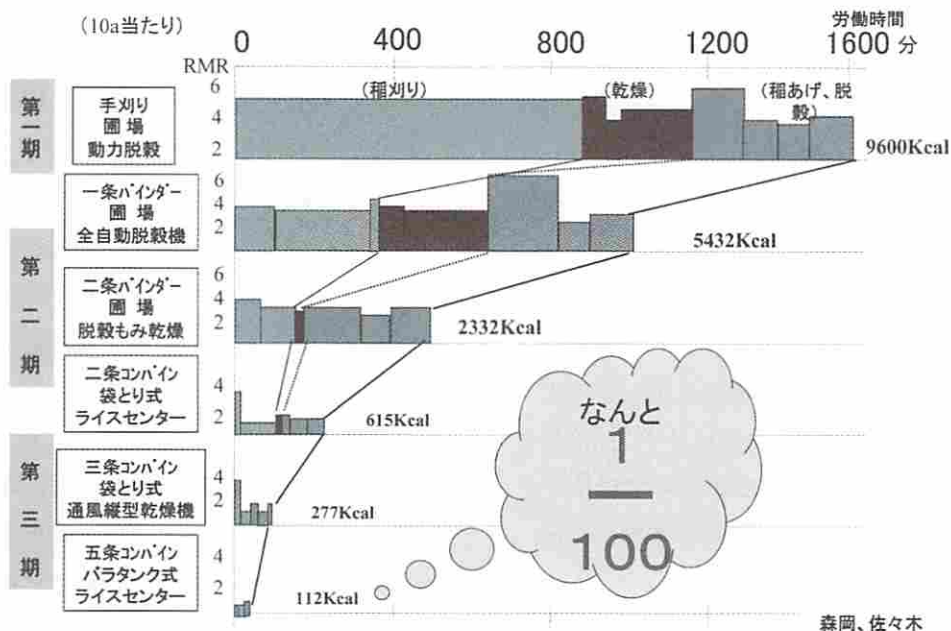 (10a当たり)
労働時間
0 400 800 1200 1600 分
RMR
(稲刈り) (乾燥) (稲あげ、脱穀)
第一期
手刈り
圃場
動力脱穀
6
4
2
9600Kcal
一条バインダー
圃場
全自動脱穀機
6
4
2
5432Kcal
第二期
二条バインダー
圃場
脱穀もみ乾燥
6
4
2
2332Kcal
二条コンバイン
袋とり式
ライスセンター
4
2
615Kcal
第三期
三条コンバイン
袋とり式
通風縦型乾燥機
4
2
277Kcal
五条コンバイン
バラタンク式
ライスセンター
4
2
112Kcal
なんと
1
100
森岡、佐々木